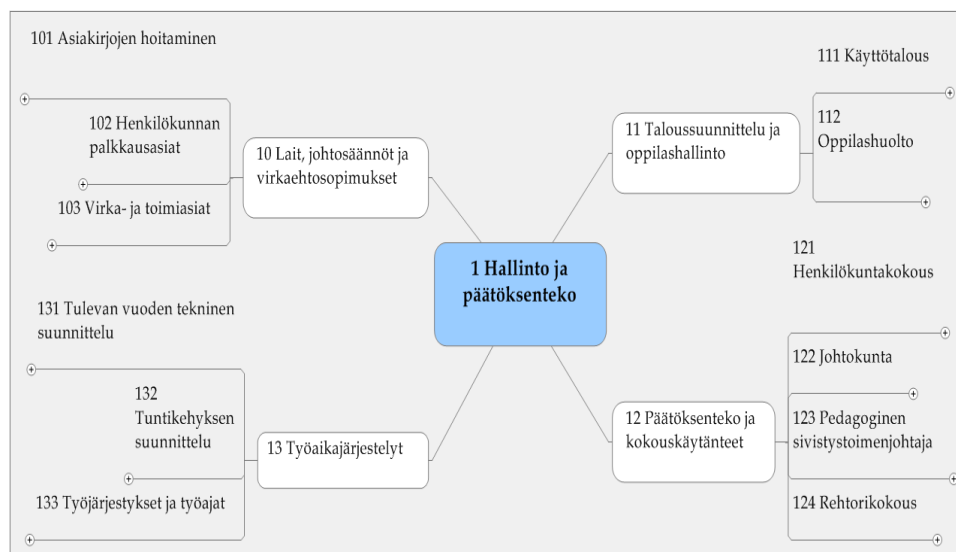 101 Asiakirjojen hoitaminen
102 Henkilökunnan
palkkausasiat
103 Virka- ja toimiasiat
10 Lait, johtosäännöt ja
virkaehtosopimukset
11 Taloussuunnittelu ja
oppilashallinto
111 Käyttötalous
112
Oppilashuolto
1 Hallinto ja
päätöksenteko
121
Henkilökuntakokous
122 Johtokunta
123 Pedagoginen
sivistystoimenjohtaja
124 Rehtorikokous
12 Päätöksenteko ja
kokouskäytänteet
131 Tulevan vuoden tekninen
suunnittelu
132
Tuntikehyksen
suunnittelu
133 Työjärjestykset ja työajat
13 Työaikajärjestelyt